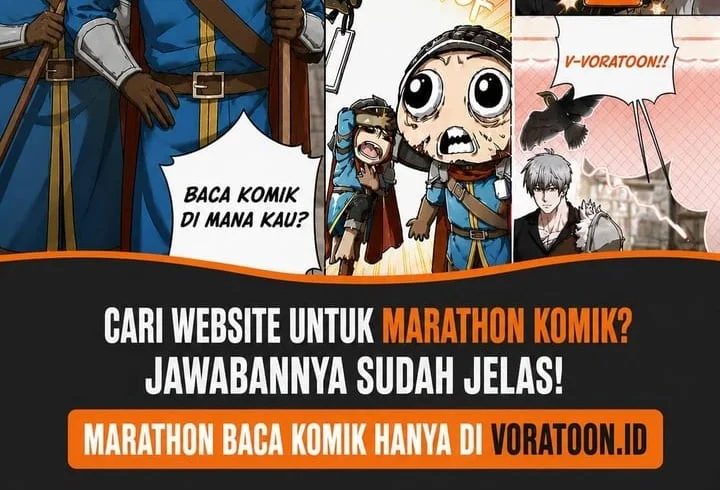 V-VORATOON!!
BACA KOMIK
DI MANA KAU?
CARI WEBSITE UNTUK MARATHON KOMIK?
JAWABANNYA SUDAH JELAS!
MARATHON BACA KOMIK HANYA DI VORATOON.ID